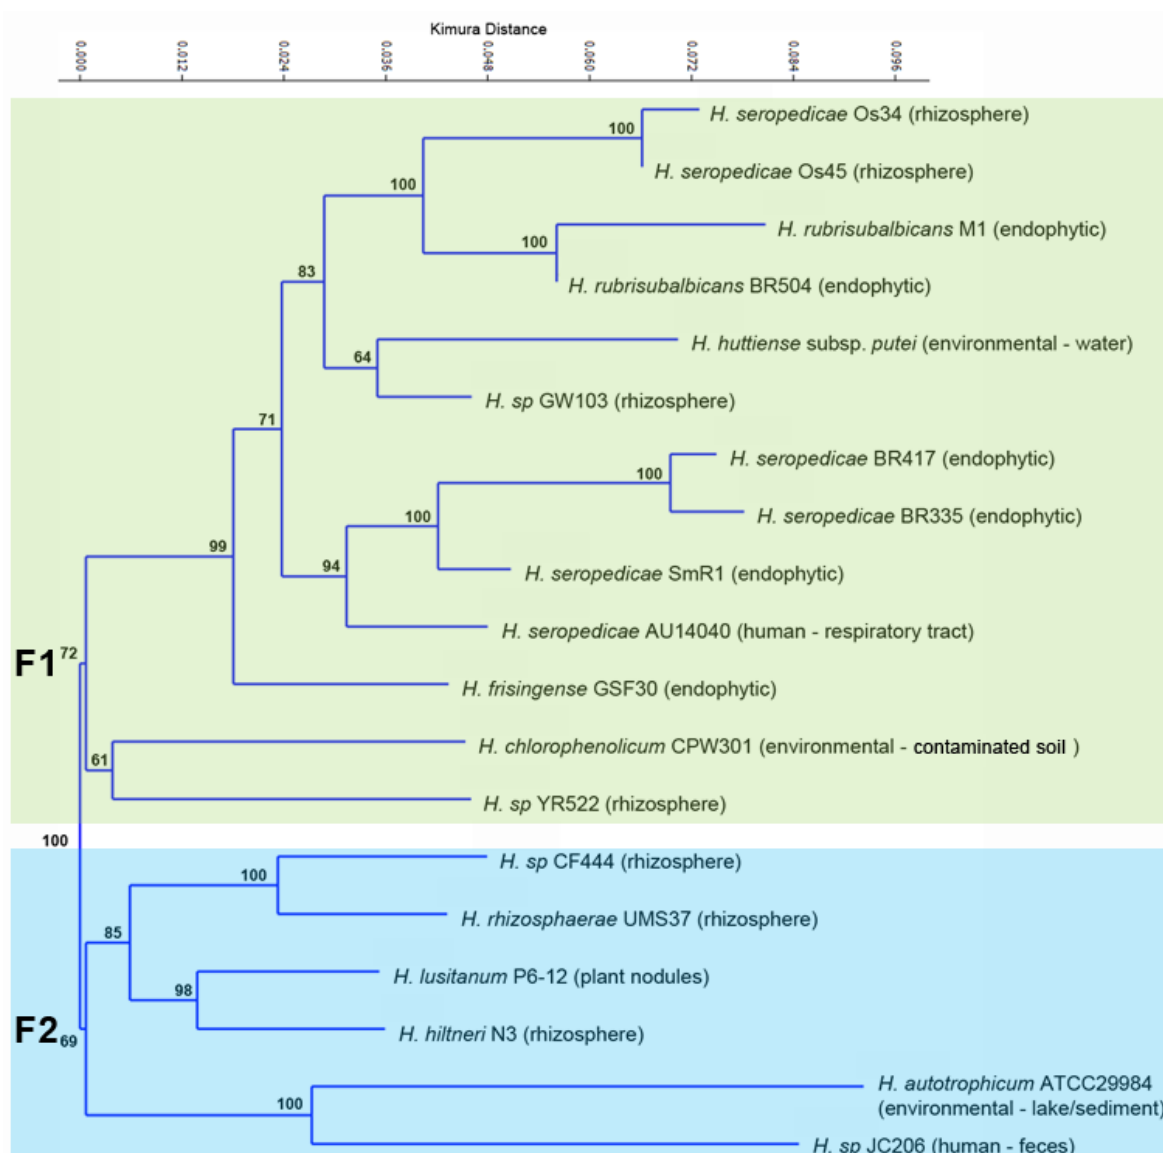 Kimura Distance
0.000 0.012 0.024 0.036 0.048 0.060 0.072 0.084 0.096
100 H. seropedicae Os34 (rhizosphere)
H. seropedicae Os45 (rhizosphere)
100
H. rubrisubalbicans M1 (endophytic)
100
83
H. rubrisubalbicans BR504 (endophytic)
H. huttiense subsp. putei (environmental - water)
64
H. sp GW103 (rhizosphere)
71
H. seropedicae BR417 (endophytic)
100
H. seropedicae BR335 (endophytic)
100
99
94 H. seropedicae SmR1 (endophytic)
H. seropedicae AU14040 (human - respiratory tract)
F1 72
H. frisingense GSF30 (endophytic)
H. chlorophenolicum CPW301 (environmental - contaminated soil )
61
H. sp YR522 (rhizosphere)
100
H. sp CF444 (rhizosphere)
100
H. rhizosphaerae UMS37 (rhizosphere)
85
H. lusitanum P6-12 (plant nodules)
98
F2 69
H. hiltneri N3 (rhizosphere)
H. autotrophicum ATCC29984
(environmental - lake/sediment)
100
H. sp JC206 (human - feces)